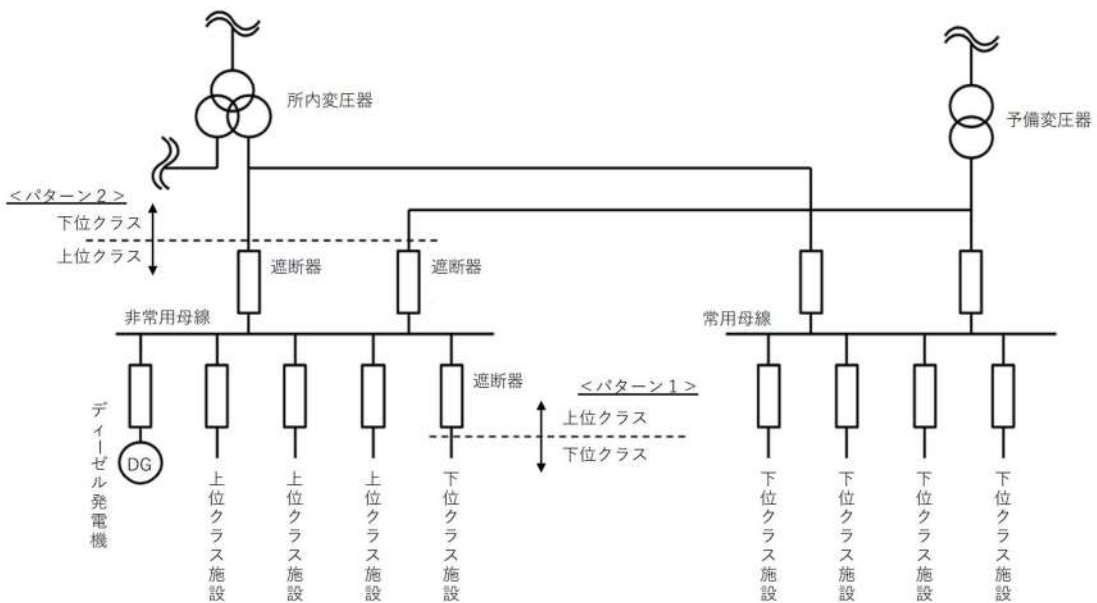 所内変圧器
予備変圧器
＜パターン２＞
下位クラス
上位クラス
遮断器
遮断器
非常用母線
常用母線
遮断器
＜パターン１＞
上位クラス
下位クラス
ディーゼル発電機
DG
上位クラス施設
上位クラス施設
上位クラス施設
下位クラス施設
下位クラス施設
下位クラス施設
下位クラス施設
下位クラス施設